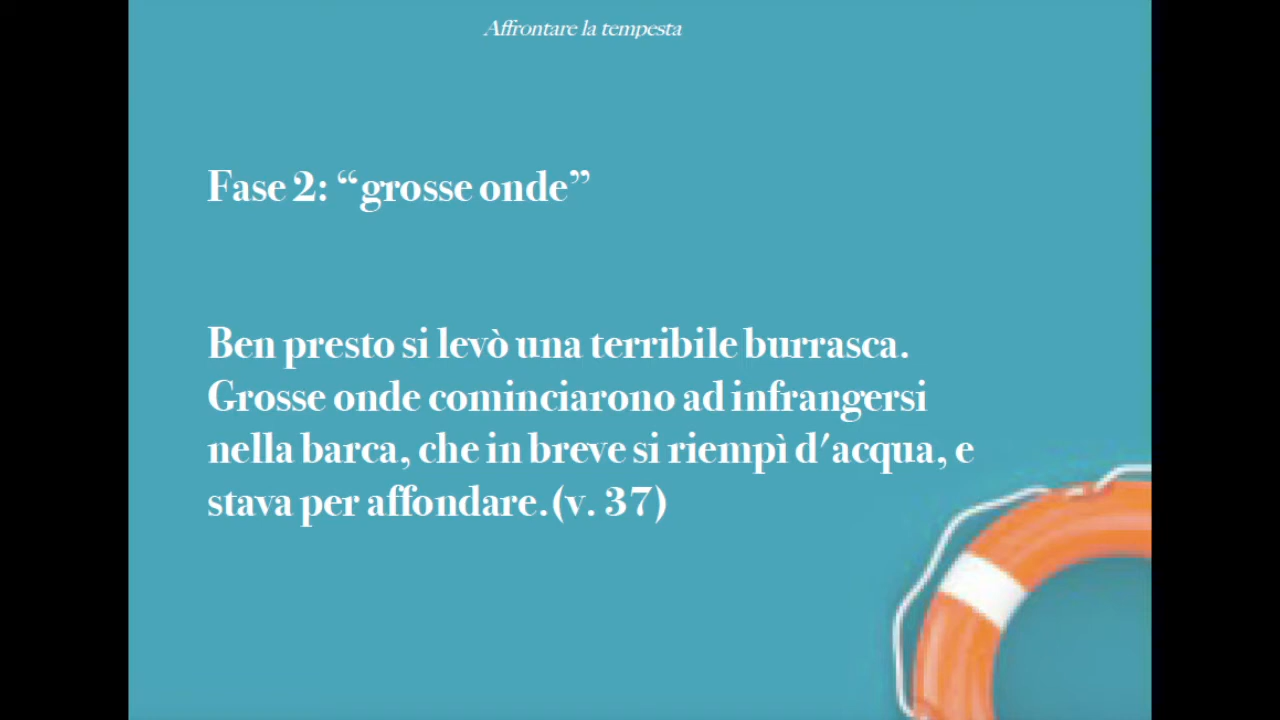 Affrontare la tempesta
Fase 2: “grosse onde”
Ben presto si levò una terribile burrasca.
Grosse onde cominciarono ad infrangersi
nella barca, che in breve si riempì d'acqua, e
stava per affondare.(v. 37)